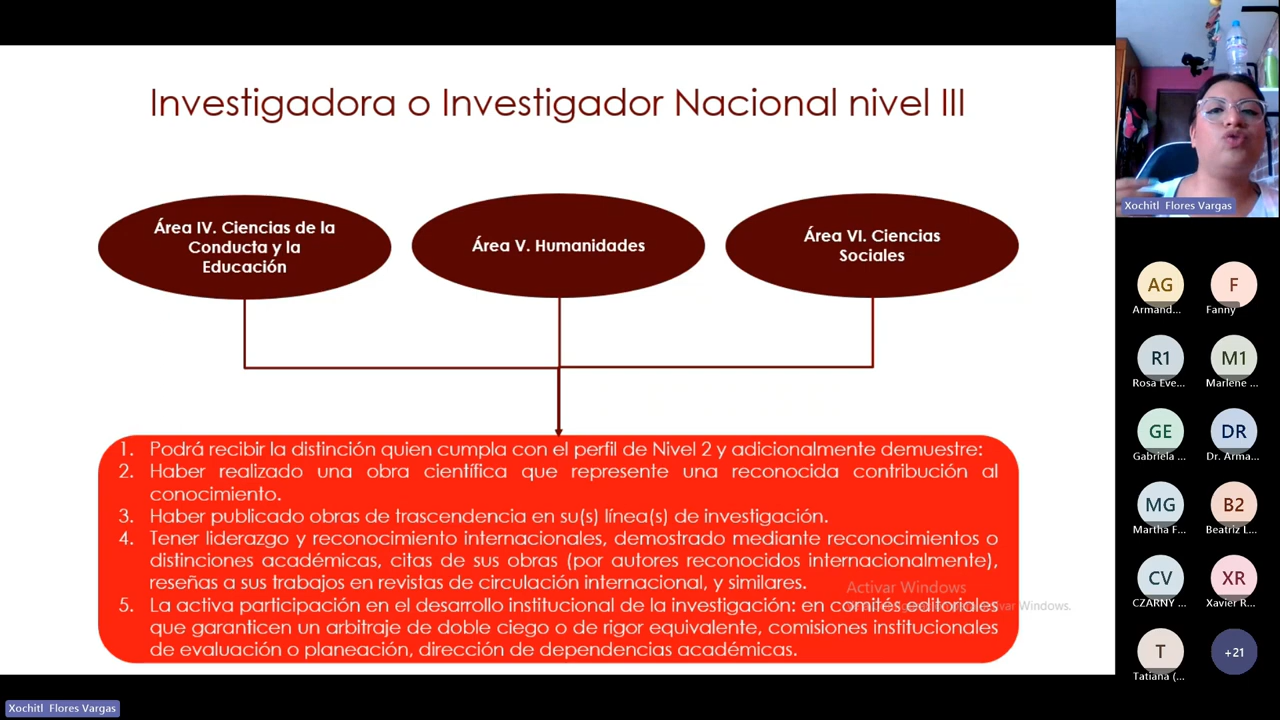 Investigadora o Investigador Nacional nivel III
Área IV. Ciencias de la
Conducta y la
Educación
Área V. Humanidades
Área VI. Ciencias
Sociales
1. Podrá recibir la distinción quien cumpla con el perfil de Nivel 2 y adicionalmente demuestre:
2. Haber realizado una obra científica que represente una reconocida contribución al
conocimiento.
3. Haber publicado obras de trascendencia en su(s) línea(s) de investigación.
4. Tener liderazgo y reconocimiento internacionales, demostrado mediante reconocimientos o
distinciones académicas, citas de sus obras (por autores reconocidos internacionalmente),
reseñas a sus trabajos en revistas de circulación internacional, y similares.
5. La activa participación en el desarrollo institucional de la investigación: en comités editoriales
que garanticen un arbitraje de doble ciego o de rigor equivalente, comisiones institucionales
de evaluación o planeación, dirección de dependencias académicas.
Activar Windows
activar Windows.
Xochitl Flores Vargas
AG
Armand...
F
Fanny
R1
Rosa Eve...
M1
Marlene ...
GE
Gabriela ...
DR
Dr. Arma...
MG
Martha F...
B2
Beatriz L...
CV
CZARNY ...
XR
Xavier R...
T
Tatiana (...
+21
Xochitl Flores Vargas